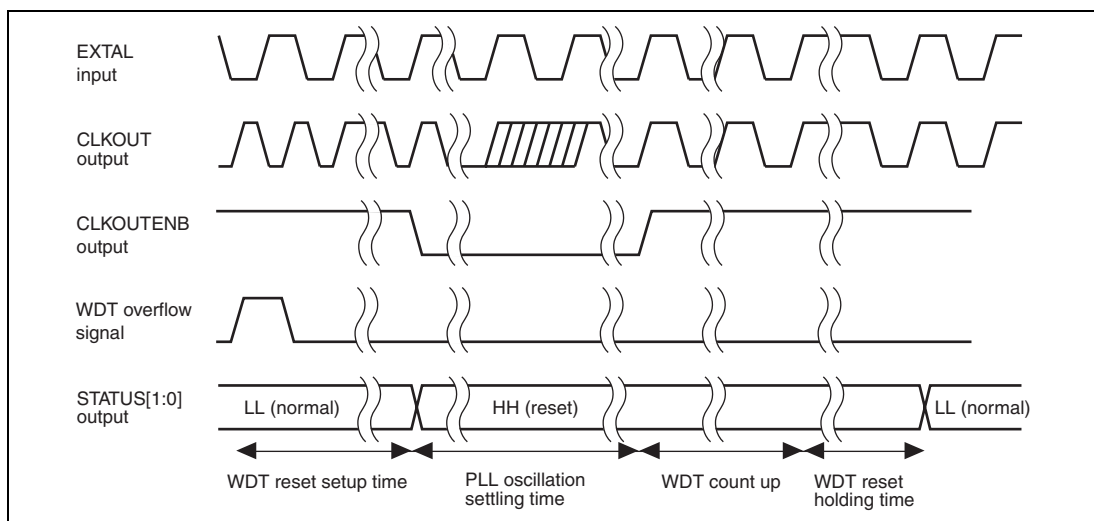 EXTAL
input
CLKOUT
output
CLKOUTENB
output
WDT overflow
signal
STATUS[1:0]
output
LL (normal)
HH (reset)
LL (normal)
WDT reset setup time
PLL oscillation
settling time
WDT count up
WDT reset
holding time